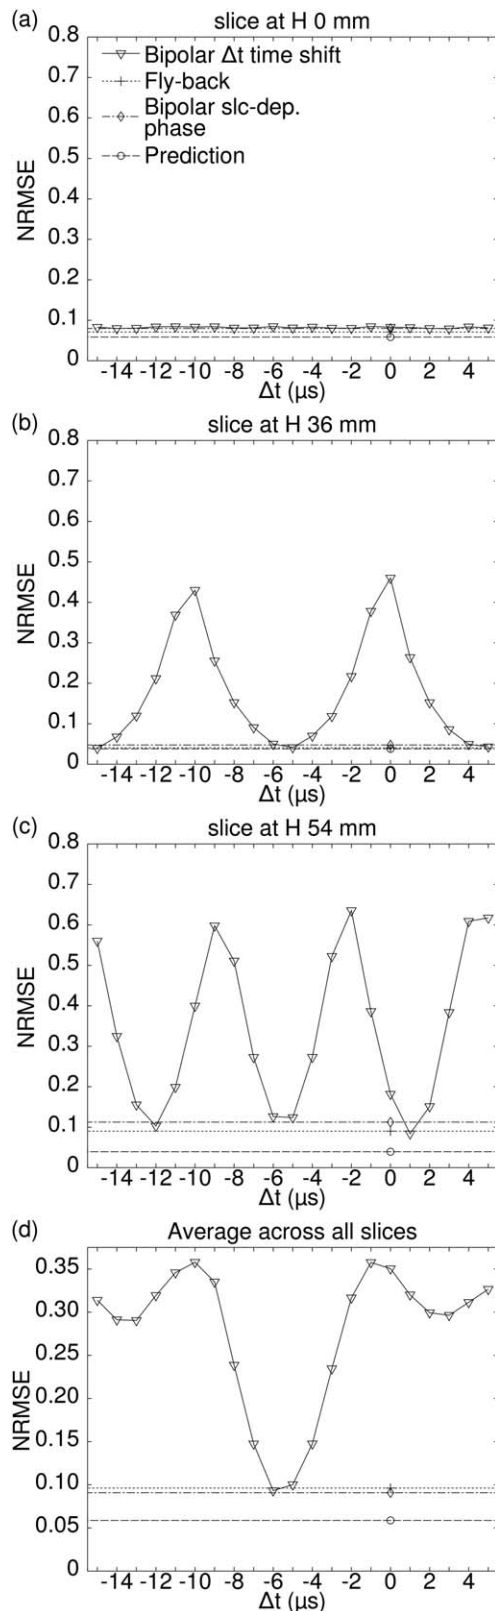 (a) slice at H 0 mm
0.8
0.7
0.6
0.5
0.4
0.3
0.2
0.1
0
NRMSE
Bipolar Δt time shift
Fly-back
Bipolar slc-dep.
phase
Prediction
-14 -12 -10 -8 -6 -4 -2 0 2 4
Δt (μs)
(b) slice at H 36 mm
0.8
0.7
0.6
0.5
0.4
0.3
0.2
0.1
0
NRMSE
-14 -12 -10 -8 -6 -4 -2 0 2 4
Δt (μs)
(c) slice at H 54 mm
0.8
0.7
0.6
0.5
0.4
0.3
0.2
0.1
0
NRMSE
-14 -12 -10 -8 -6 -4 -2 0 2 4
Δt (μs)
(d) Average across all slices
0.35
0.30
0.25
0.20
0.15
0.10
0.05
0
NRMSE
-14 -12 -10 -8 -6 -4 -2 0 2 4
Δt (μs)